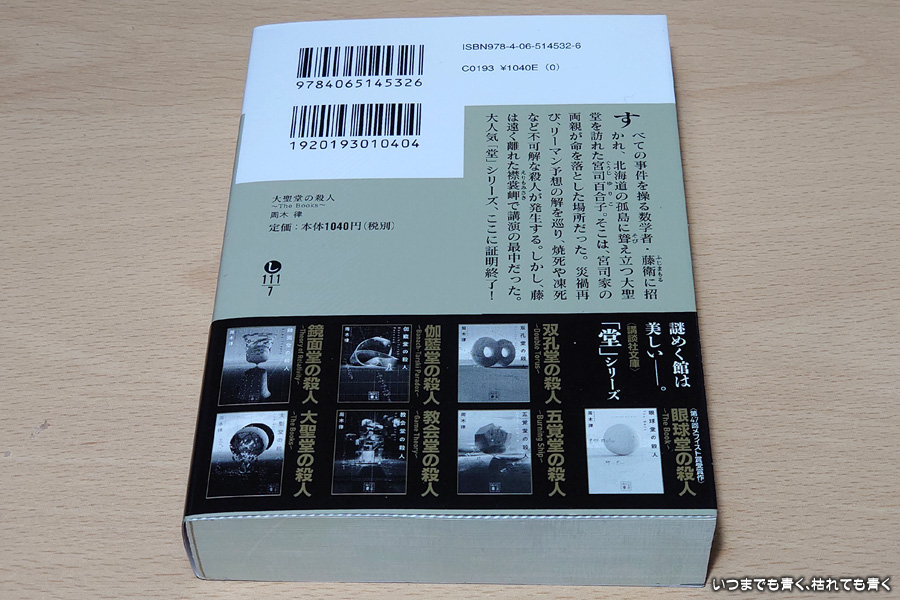 ISBN978-4-06-514532-6
C0193 ¥1040E (0)
9784065145326
1920193010404
大聖堂の殺人
~The Books~
周木 律
定価:本体1040円(税別)
し
111
7
すべての事件を操る数学者・藤衛に招
かれ、北海道の孤島に聳え立つ大聖
堂を訪れた宮司百合子。そこは、宮司家の
両親が命を落とした場所だった。災禍再
び、リーマン予想の解を巡り、焼死や凍死
など不可解な殺人が発生する。しかし、藤
は遠く離れた襟裳岬で講演の最中だった。
大人気「堂」シリーズ、ここに証明終了!
謎めく館は
美しい――。
〈講談社文庫〉
「堂」シリーズ
双孔堂の殺人
~Double Torus~
伽藍堂の殺人
~Banach-Tarski Paradox~
鏡面堂の殺人
~Theory of Relativity~
〈第47回メフィスト賞受賞作〉
眼球堂の殺人
~The Book~
五覚堂の殺人
~Burning Ship~
教会堂の殺人
~Game Theory~
大聖堂の殺人
~The Books~
いつまでも青く、枯れても青く